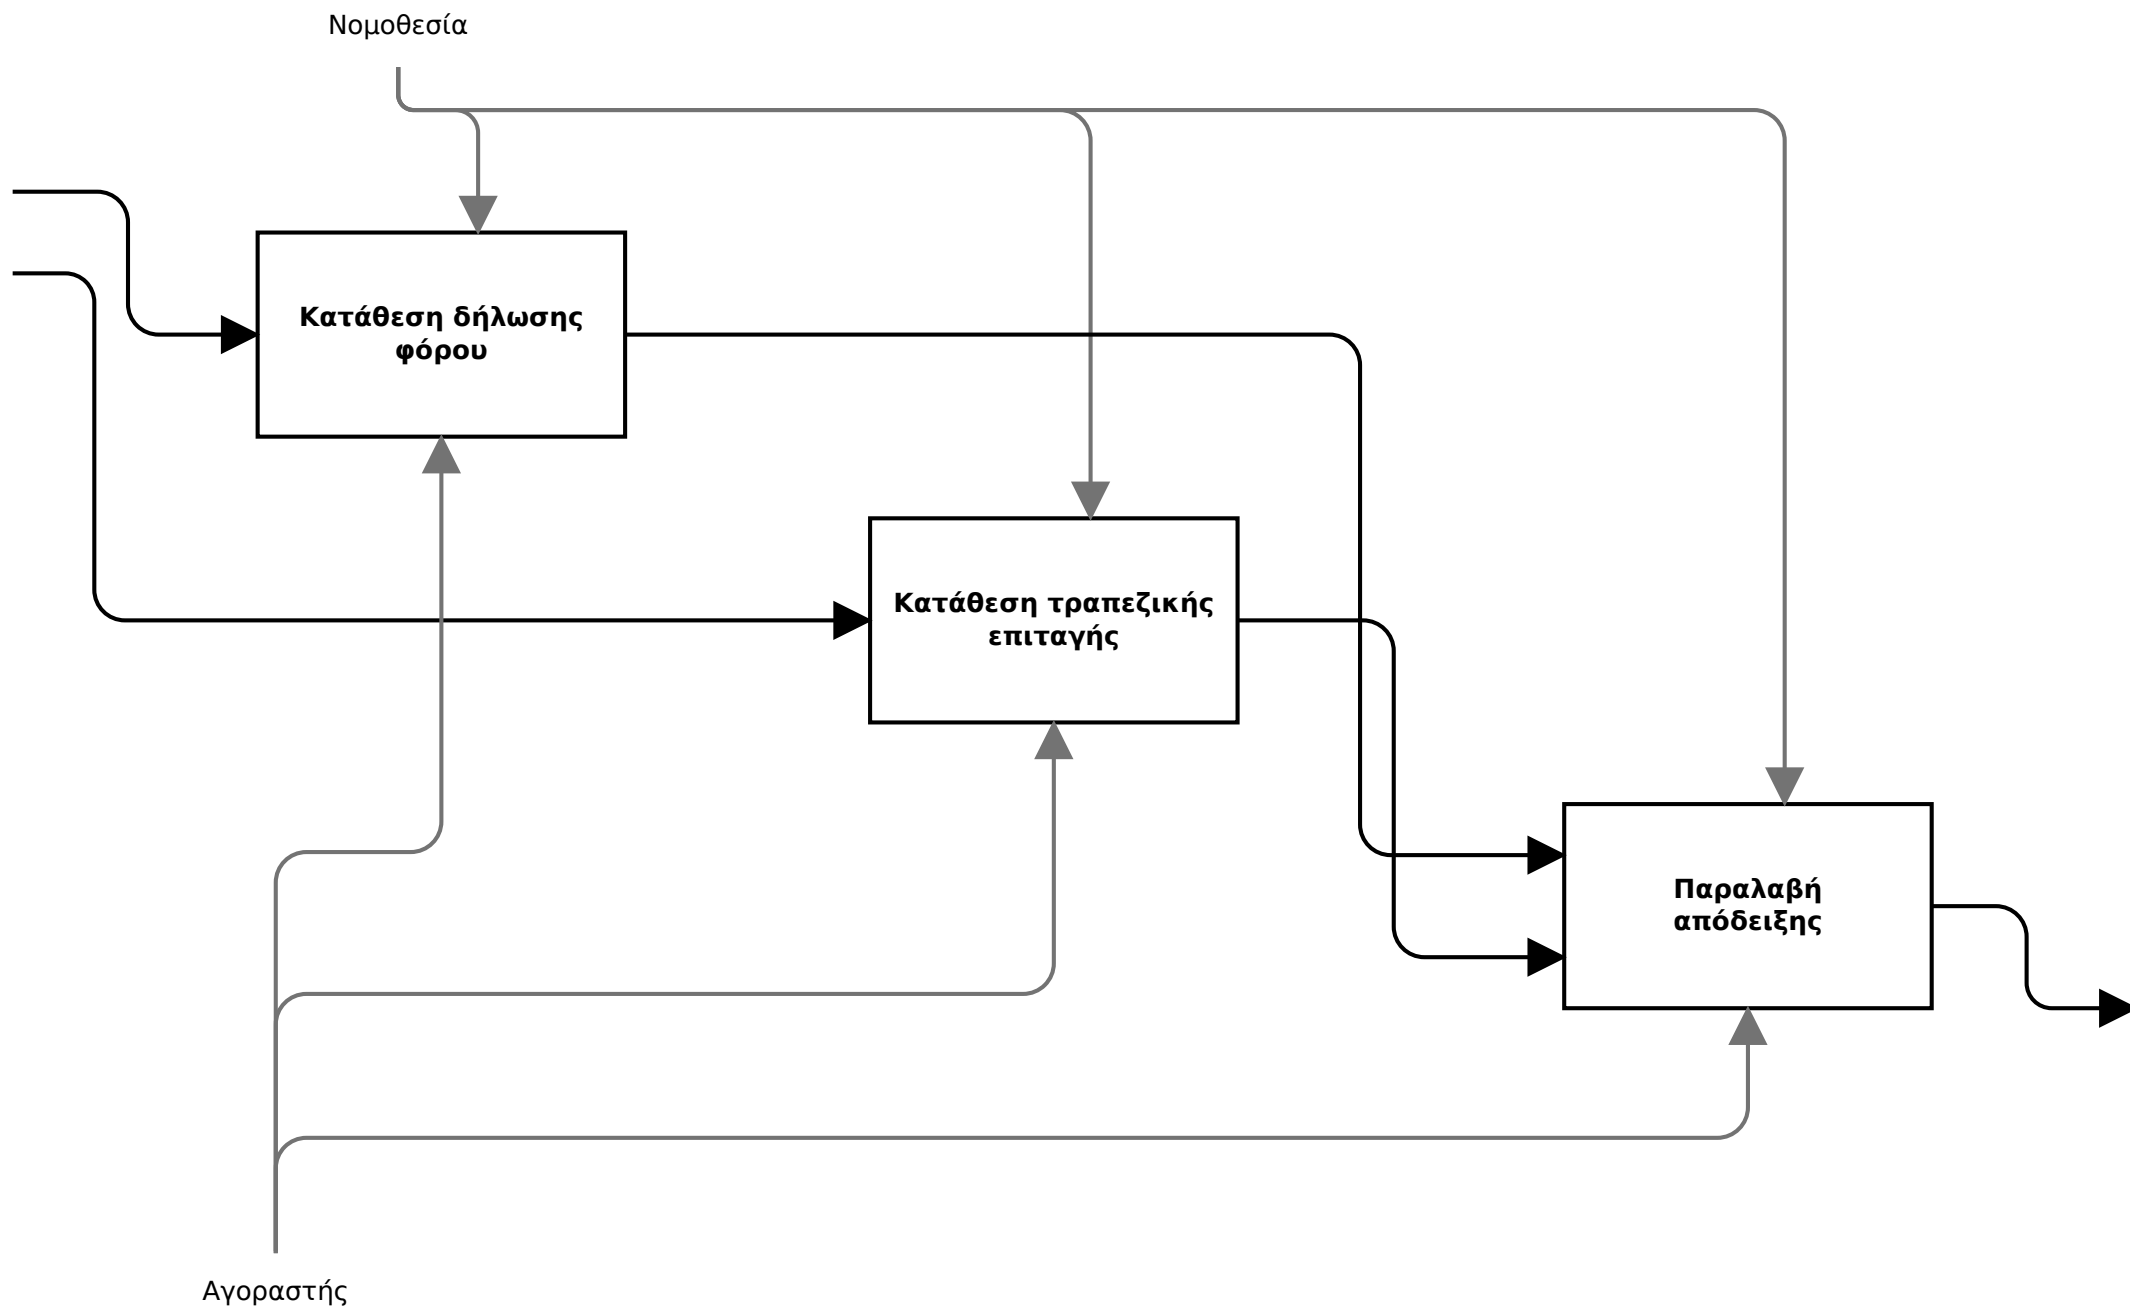 Νομοθεσία
Κατάθεση δήλωσης
φόρου
Κατάθεση τραπεζικής
επιταγής
Παραλαβή
απόδειξης
Αγοραστής